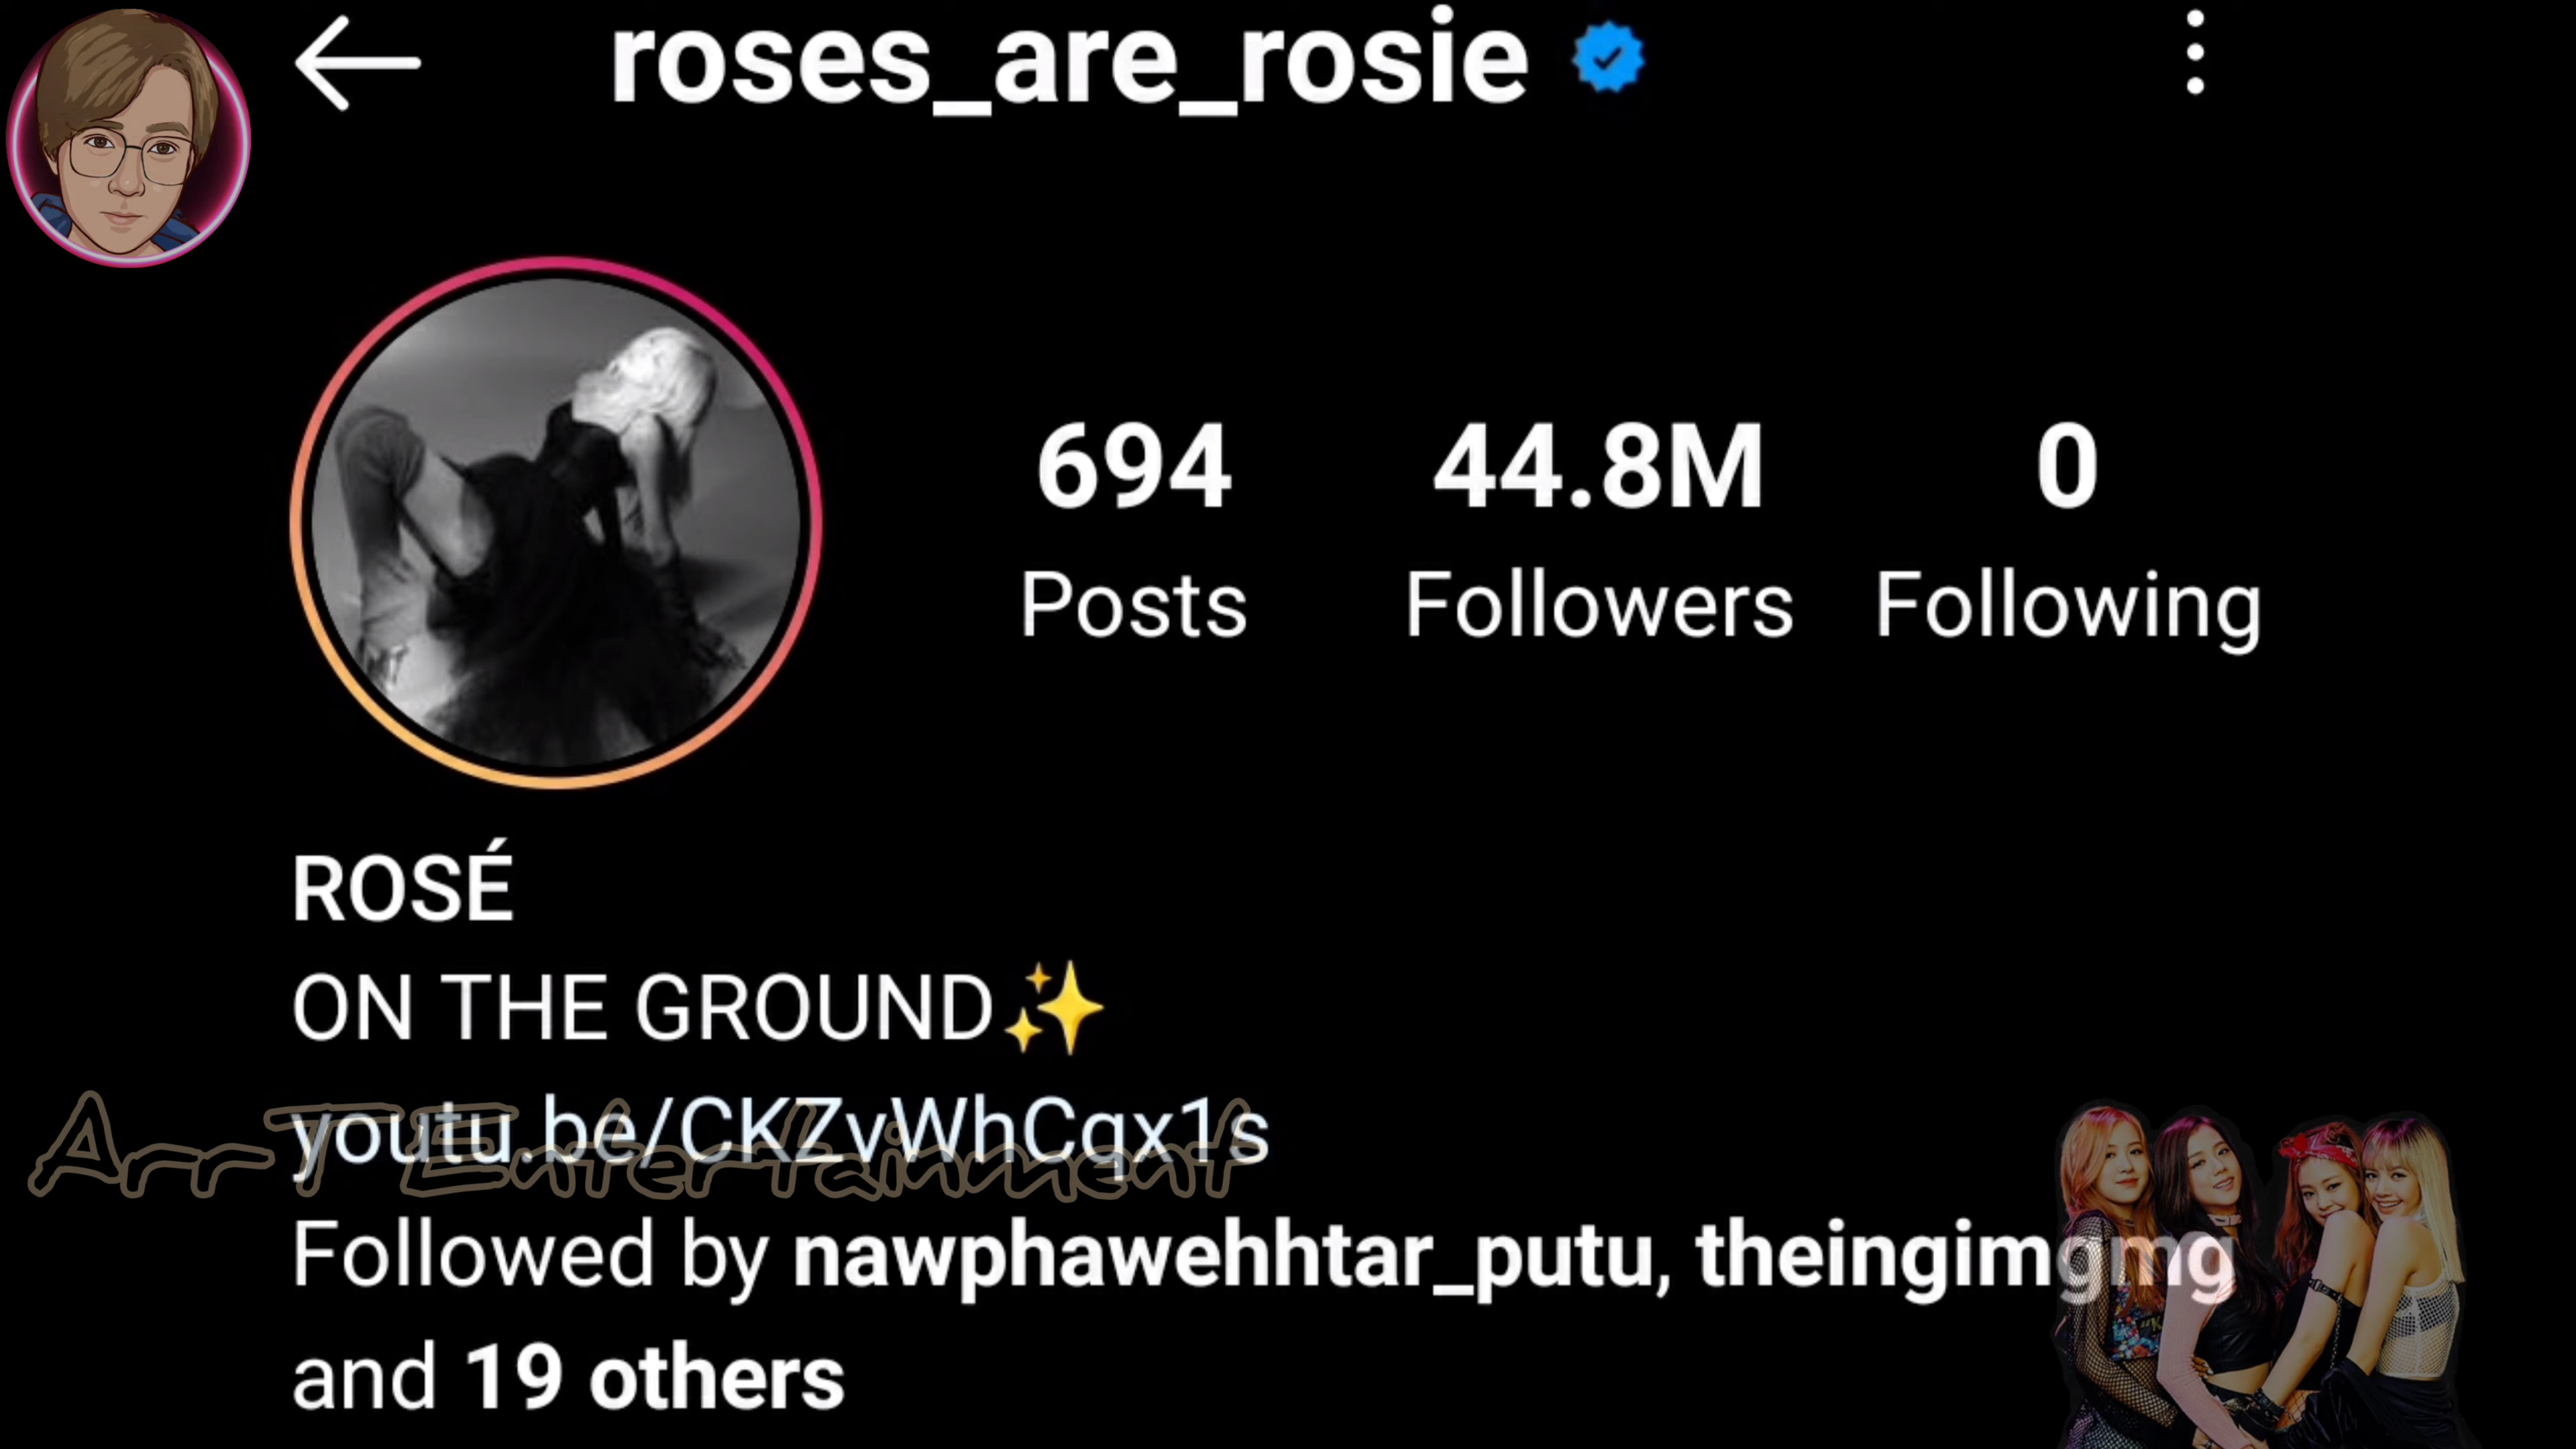 roses_are_rosie
694
44.8M
0
Posts
Followers
Following
ROSÉ
ON THE GROUND✨
youtu.be/CKZvWhCqx1s
ArrT Entertainment
Followed by nawphawehhtar_putu, theingimgmg
and 19 others